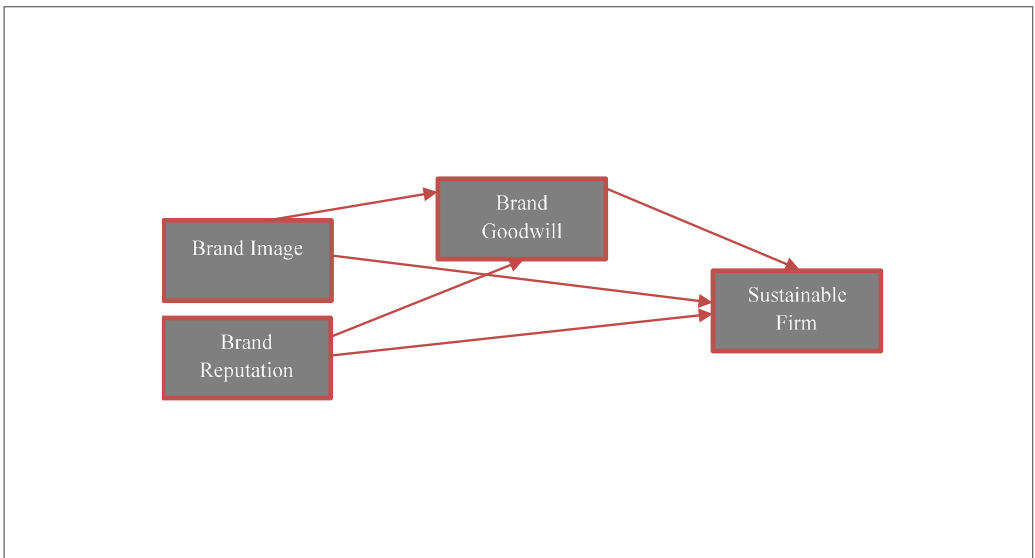 Brand Image
Brand
Reputation
Brand
Goodwill
Sustainable
Firm